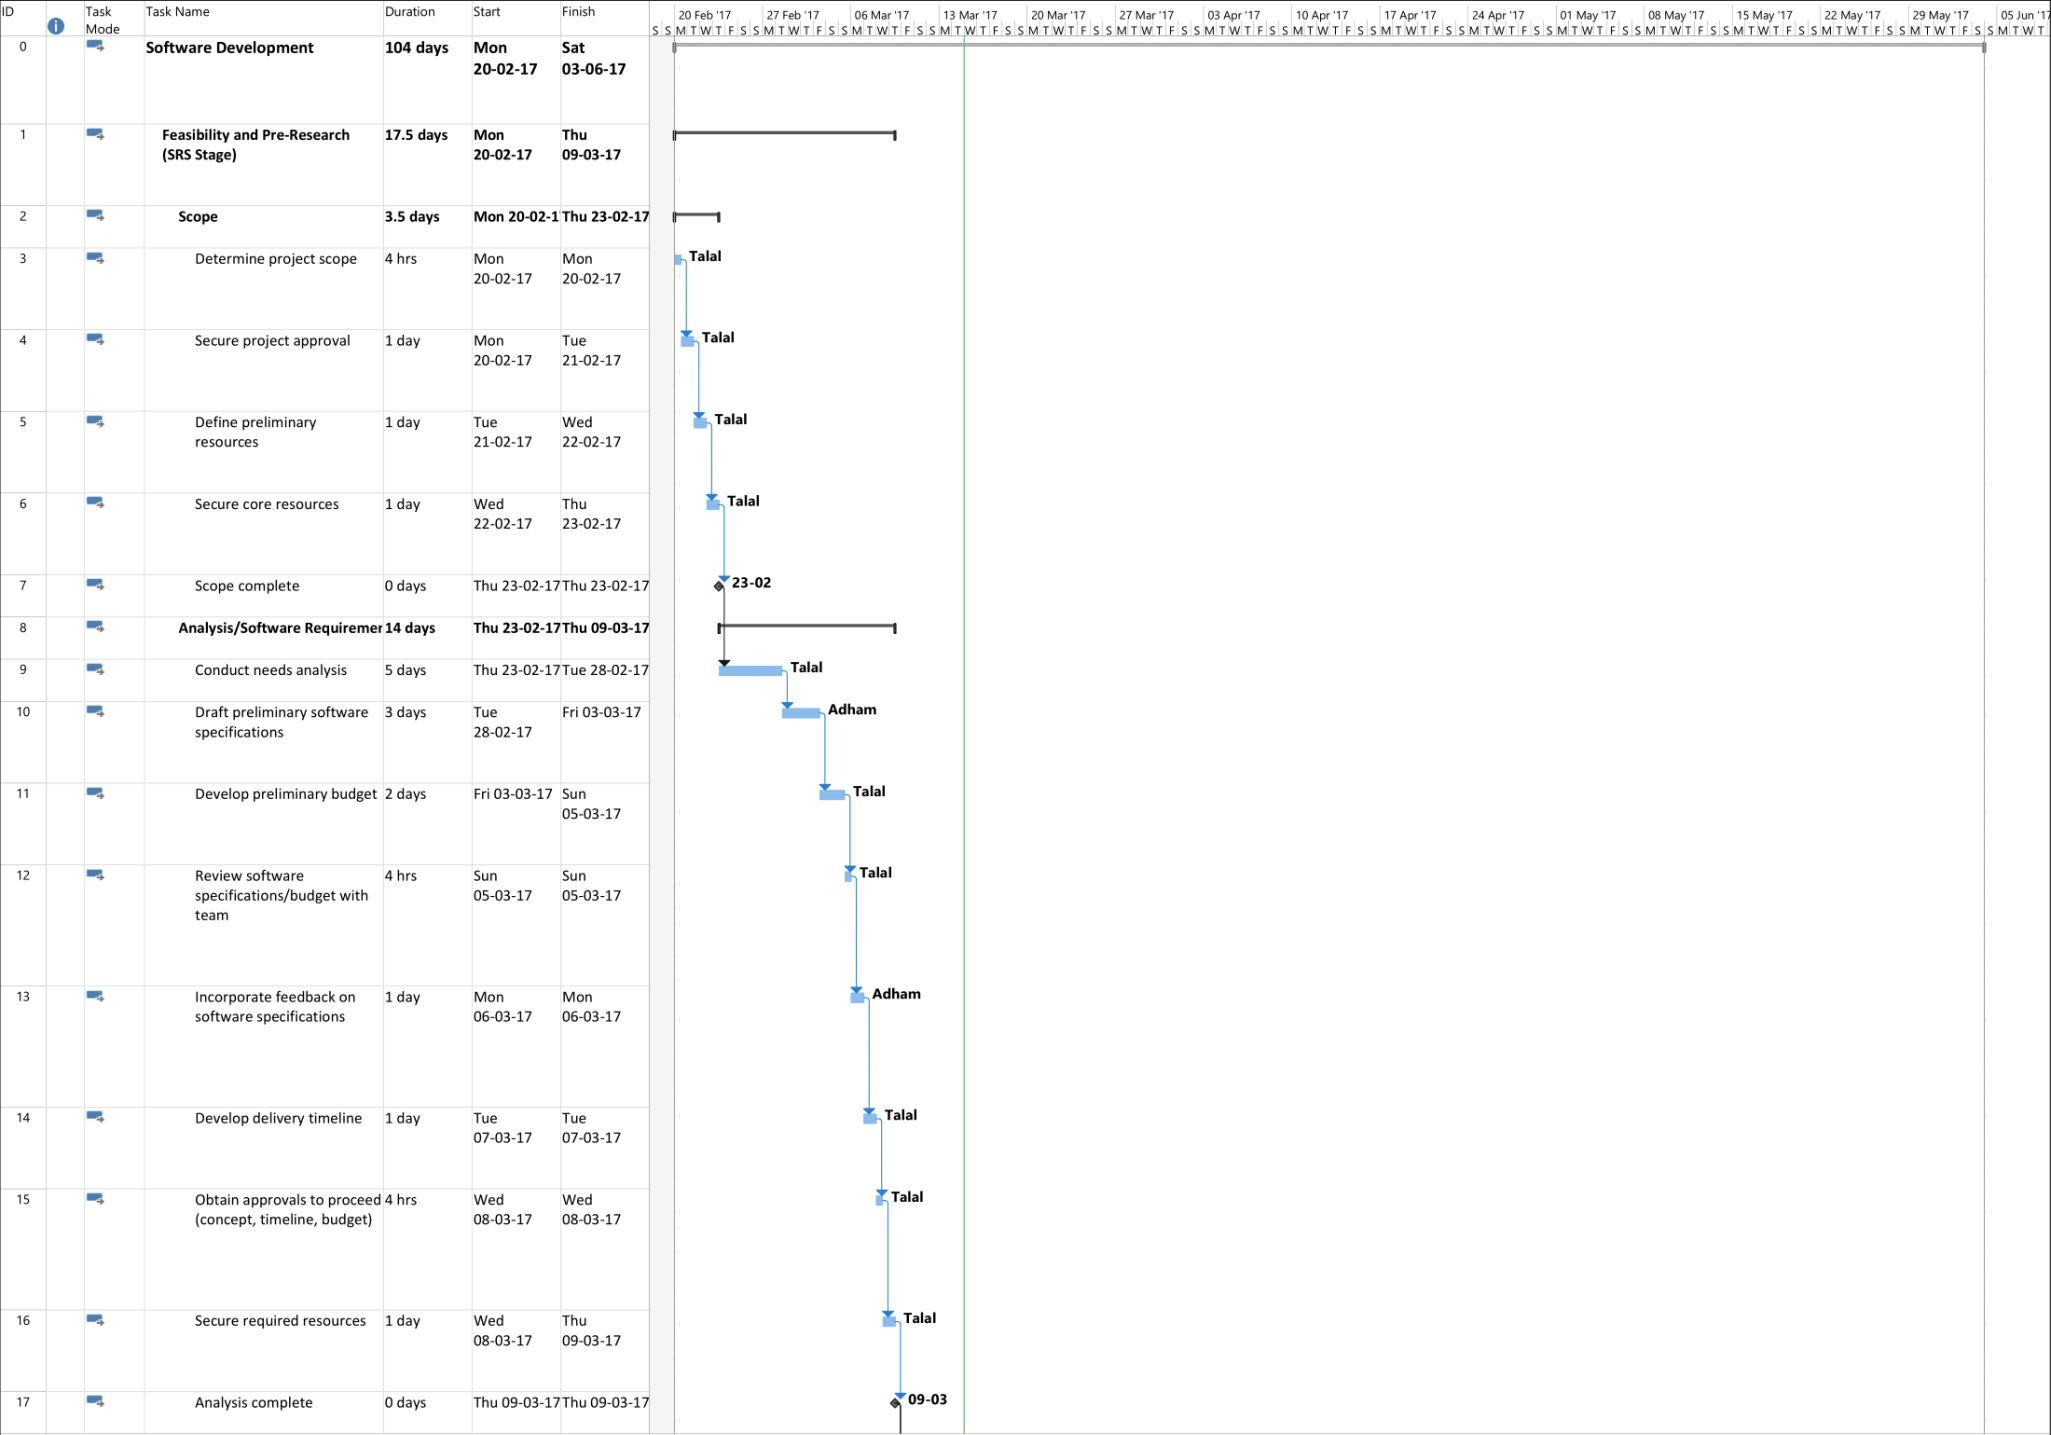 ID Task Mode Task Name Duration Start Finish
20 Feb '17 27 Feb '17 06 Mar '17 13 Mar '17 20 Mar '17 27 Mar '17 03 Apr '17 10 Apr '17 17 Apr '17 24 Apr '17 01 May '17 08 May '17 15 May '17 22 May '17 29 May '17 05 Jun '17
S S M T W T F S S M T W T F S S M T W T F S S M T W T F S S M T W T F S S M T W T F S S M T W T F S S M T W T F S S M T W T F S S M T W T F S S M T W T F S S M T W T F S S M T W T F S S M T W T F S S M T W T F S S M T W T
0 Software Development 104 days Mon 20-02-17 Sat 03-06-17
1 Feasibility and Pre-Research (SRS Stage) 17.5 days Mon 20-02-17 Thu 09-03-17
2 Scope 3.5 days Mon 20-02-1 Thu 23-02-17
3 Determine project scope 4 hrs Mon 20-02-17 Mon 20-02-17 Talal
4 Secure project approval 1 day Mon 20-02-17 Tue 21-02-17 Talal
5 Define preliminary resources 1 day Tue 21-02-17 Wed 22-02-17 Talal
6 Secure core resources 1 day Wed 22-02-17 Thu 23-02-17 Talal
7 Scope complete 0 days Thu 23-02-17 Thu 23-02-17 23-02
8 Analysis/Software Requiremen 14 days Thu 23-02-17 Thu 09-03-17
9 Conduct needs analysis 5 days Thu 23-02-17 Tue 28-02-17 Talal
10 Draft preliminary software specifications 3 days Tue 28-02-17 Fri 03-03-17 Adham
11 Develop preliminary budget 2 days Fri 03-03-17 Sun 05-03-17 Talal
12 Review software specifications/budget with team 4 hrs Sun 05-03-17 Sun 05-03-17 Talal
13 Incorporate feedback on software specifications 1 day Mon 06-03-17 Mon 06-03-17 Adham
14 Develop delivery timeline 1 day Tue 07-03-17 Tue 07-03-17 Talal
15 Obtain approvals to proceed (concept, timeline, budget) 4 hrs Wed 08-03-17 Wed 08-03-17 Talal
16 Secure required resources 1 day Wed 08-03-17 Thu 09-03-17 Talal
17 Analysis complete 0 days Thu 09-03-17 Thu 09-03-17 09-03